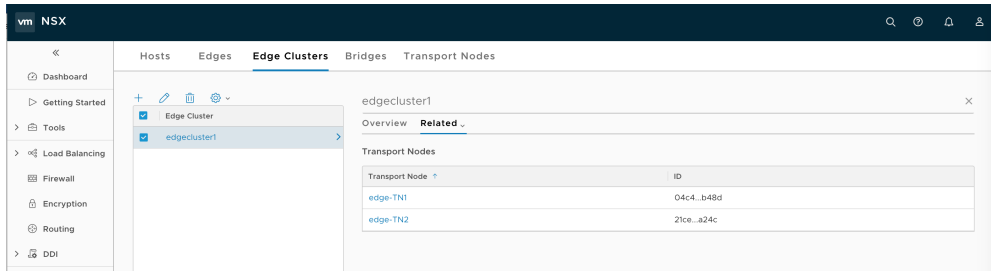 vm NSX
Hosts Edges Edge Clusters Bridges Transport Nodes
Dashboard
Getting Started
Tools
Load Balancing
Firewall
Encryption
Routing
DDI
Edge Cluster
edgecluster1
edgecluster1
Overview Related
Transport Nodes
Transport Node ID
edge-TN1 04c4...b48d
edge-TN2 21ce...a24c